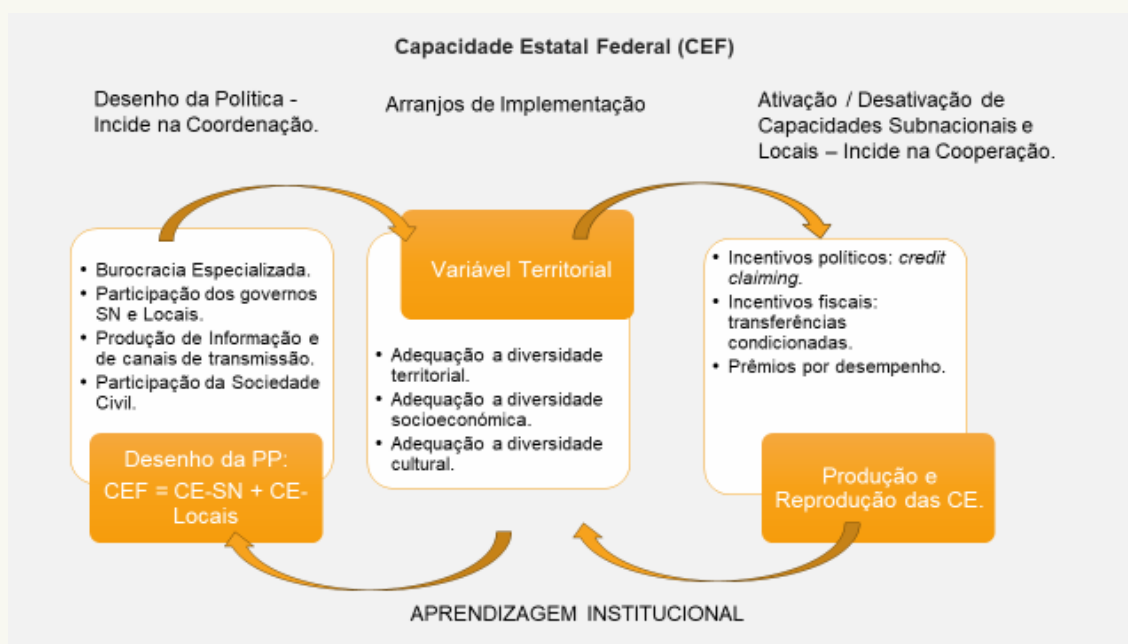 Capacidade Estatal Federal (CEF)
Desenho da Política -
Incide na Coordenação.
Arranjos de Implementação
Ativação / Desativação de
Capacidades Subnacionais e
Locais – Incide na Cooperação.
• Burocracia Especializada.
• Participação dos governos
SN e Locais.
• Produção de Informação e
de canais de transmissão.
• Participação da Sociedade
Civil.
Desenho da PP:
CEF = CE-SN + CE-
Locais
Variável Territorial
• Adequação a diversidade
territorial.
• Adequação a diversidade
socioeconómica.
• Adequação a diversidade
cultural.
• Incentivos políticos: credit
claiming.
• Incentivos fiscais:
transferências
condicionadas.
• Prêmios por desempenho.
Produção e
Reprodução das CE.
APRENDIZAGEM INSTITUCIONAL